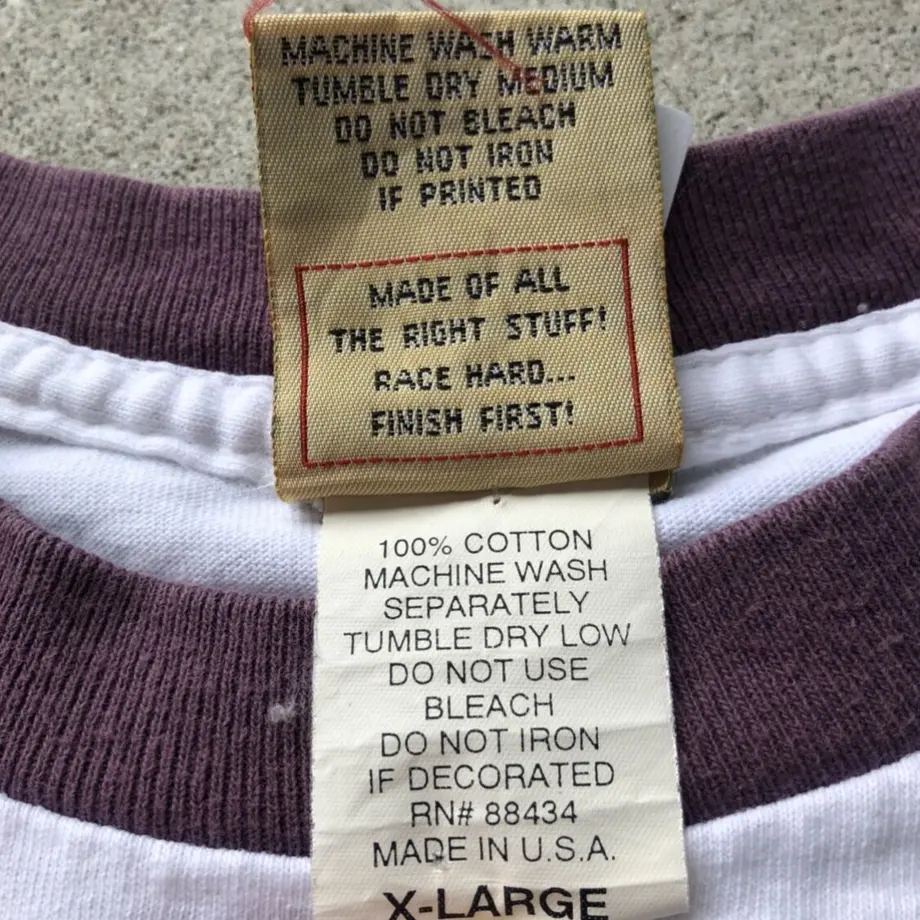 MACHINE WASH WARM
TUMBLE DRY MEDIUM
DO NOT BLEACH
DO NOT IRON
IF PRINTED
MADE OF ALL
THE RIGHT STUFF!
RACE HARD...
FINISH FIRST!
100% COTTON
MACHINE WASH
SEPARATELY
TUMBLE DRY LOW
DO NOT USE
BLEACH
DO NOT IRON
IF DECORATED
RN# 88434
MADE IN U.S.A.
X-LARGE